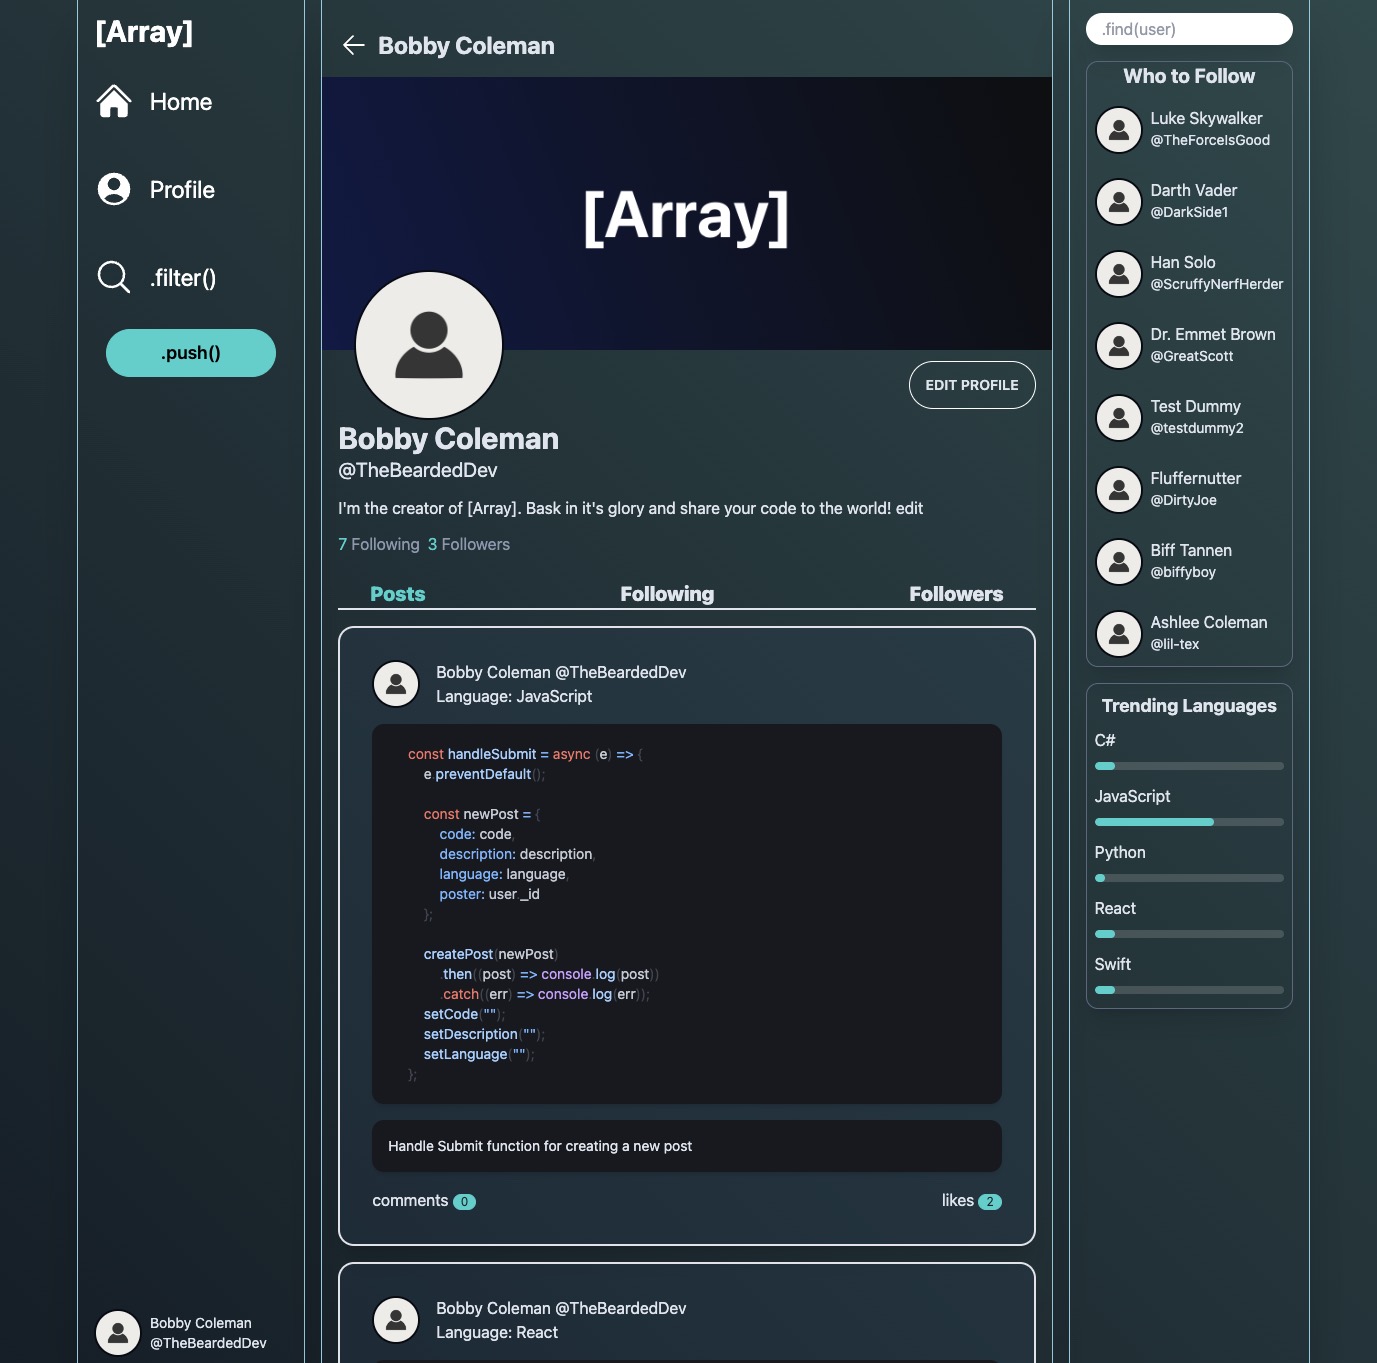 [Array]
Home
Profile
.filter()
.push()
Bobby Coleman
@TheBeardedDev
Bobby Coleman
[Array]
EDIT PROFILE
Bobby Coleman
@TheBeardedDev
I'm the creator of [Array]. Bask in it's glory and share your code to the world! edit
7 Following 3 Followers
Posts Following Followers
Bobby Coleman @TheBeardedDev
Language: JavaScript
const handleSubmit = async (e) => {
e.preventDefault();
const newPost = {
code: code,
description: description,
language: language,
poster: user._id
};
createPost(newPost)
.then((post) => console.log(post))
.catch((err) => console.log(err));
setCode("");
setDescription("");
setLanguage("");
};
Handle Submit function for creating a new post
comments 0 likes 2
Bobby Coleman @TheBeardedDev
Language: React
.find(user)
Who to Follow
Luke Skywalker
@TheForceIsGood
Darth Vader
@DarkSide1
Han Solo
@ScruffyNerfHerder
Dr. Emmet Brown
@GreatScott
Test Dummy
@testdummy2
Fluffernutter
@DirtyJoe
Biff Tannen
@biffyboy
Ashlee Coleman
@lil-tex
Trending Languages
C#
JavaScript
Python
React
Swift